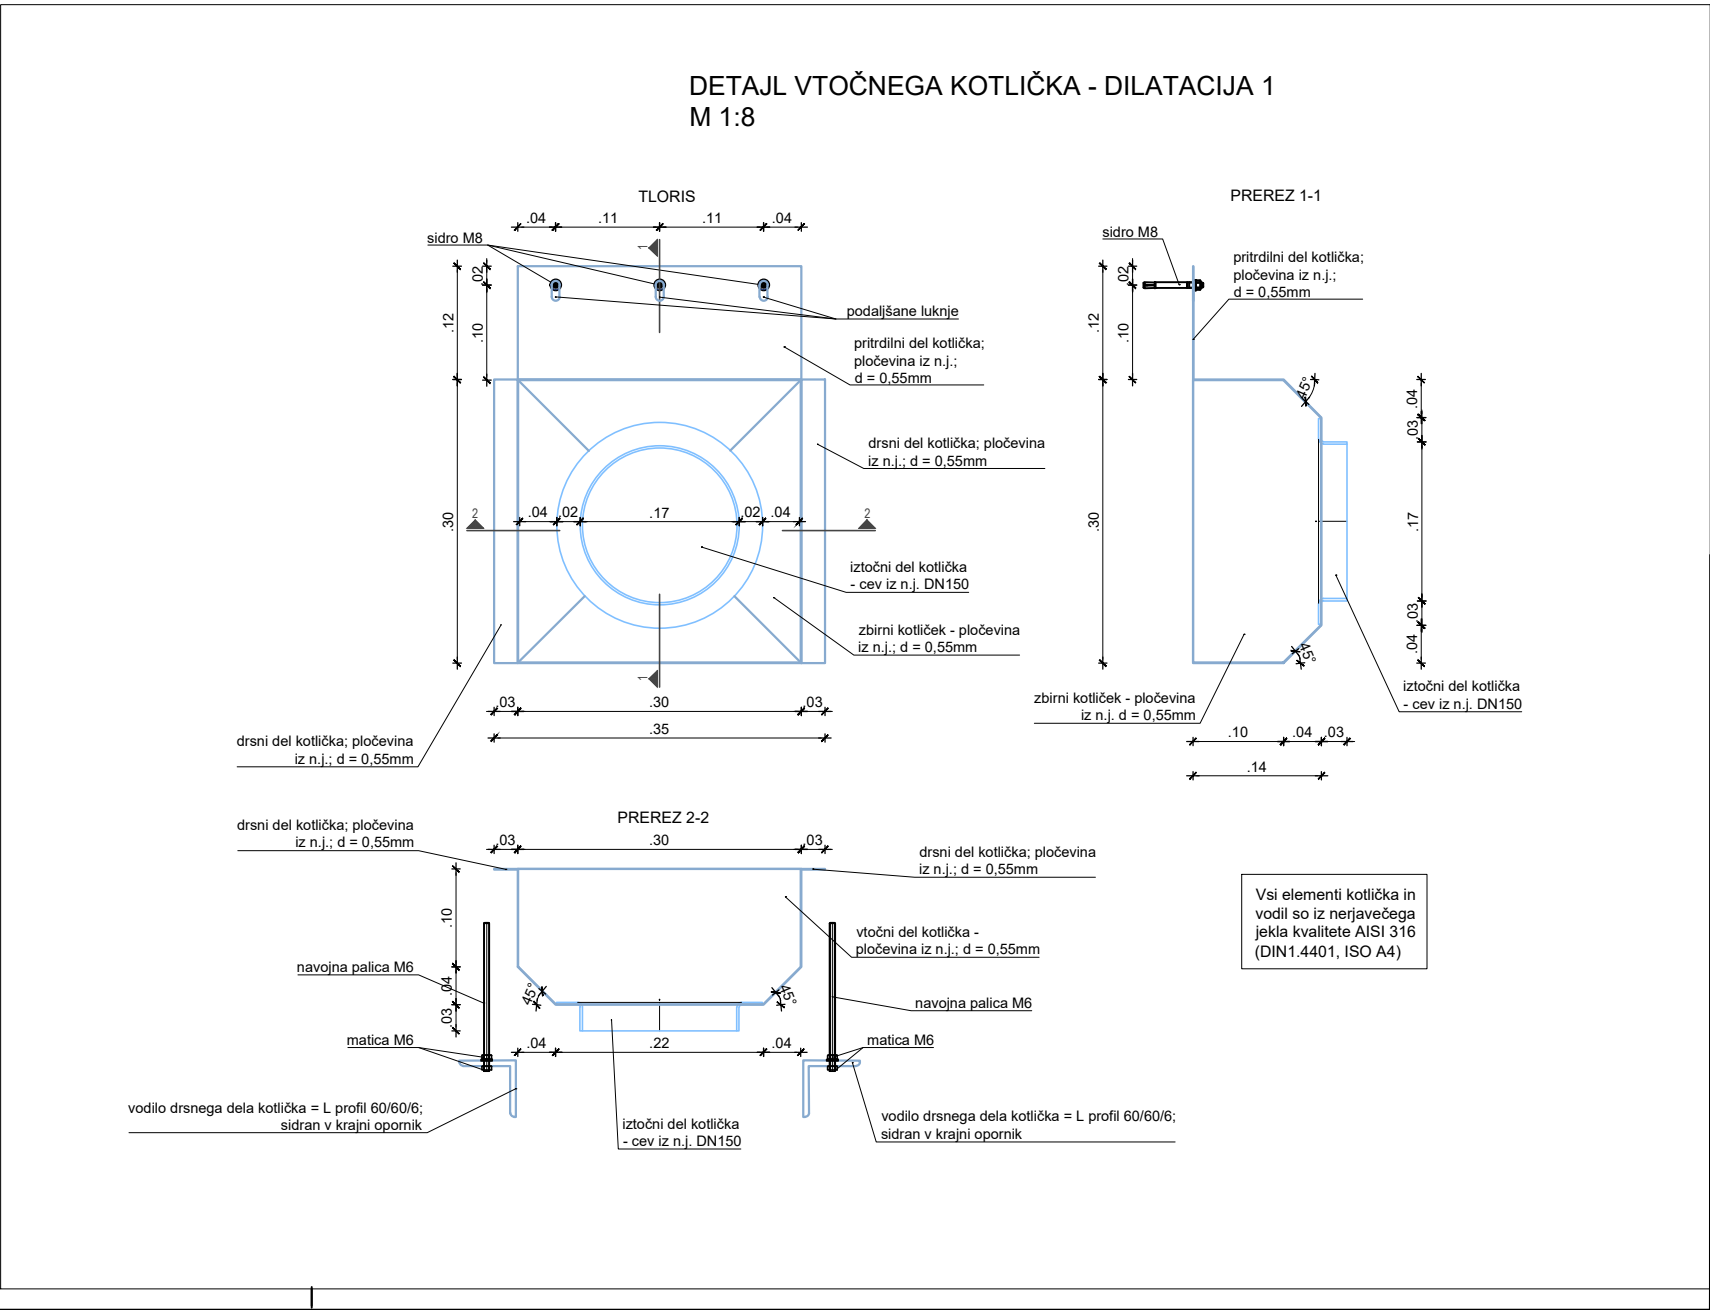 DETAJL VTOČNEGA KOTLIČKA - DILATACIJA 1
M 1:8
TLORIS
.04
.11
.11
.04
sidro M8
1
.02
.12
.10
podaljšane luknje
pritrdilni del kotlička;
pločevina iz n.j.;
d = 0,55mm
drsni del kotlička; pločevina
iz n.j.; d = 0,55mm
.30
2
.04
.02
.17
.02
.04
2
iztočni del kotlička
- cev iz n.j. DN150
zbirni kotliček - pločevina
iz n.j.; d = 0,55mm
1
.03
.30
.03
.35
drsni del kotlička; pločevina
iz n.j.; d = 0,55mm
PREREZ 1-1
sidro M8
pritrdilni del kotlička;
pločevina iz n.j.;
d = 0,55mm
.02
.12
.10
45°
.04
.03
.30
.17
.03
.04
45°
zbirni kotliček - pločevina
iz n.j. d = 0,55mm
iztočni del kotlička
- cev iz n.j. DN150
.10
.04
.03
.14
PREREZ 2-2
drsni del kotlička; pločevina
iz n.j.; d = 0,55mm
.03
.30
.03
drsni del kotlička; pločevina
iz n.j.; d = 0,55mm
.10
vtočni del kotlička -
pločevina iz n.j.; d = 0,55mm
navojna palica M6
.04
45°
45°
navojna palica M6
.03
matica M6
.04
.22
.04
matica M6
vodilo drsnega dela kotlička = L profil 60/60/6;
sidran v krajni opornik
iztočni del kotlička
- cev iz n.j. DN150
vodilo drsnega dela kotlička = L profil 60/60/6;
sidran v krajni opornik
Vsi elementi kotlička in
vodil so iz nerjavečega
jekla kvalitete AISI 316
(DIN1.4401, ISO A4)